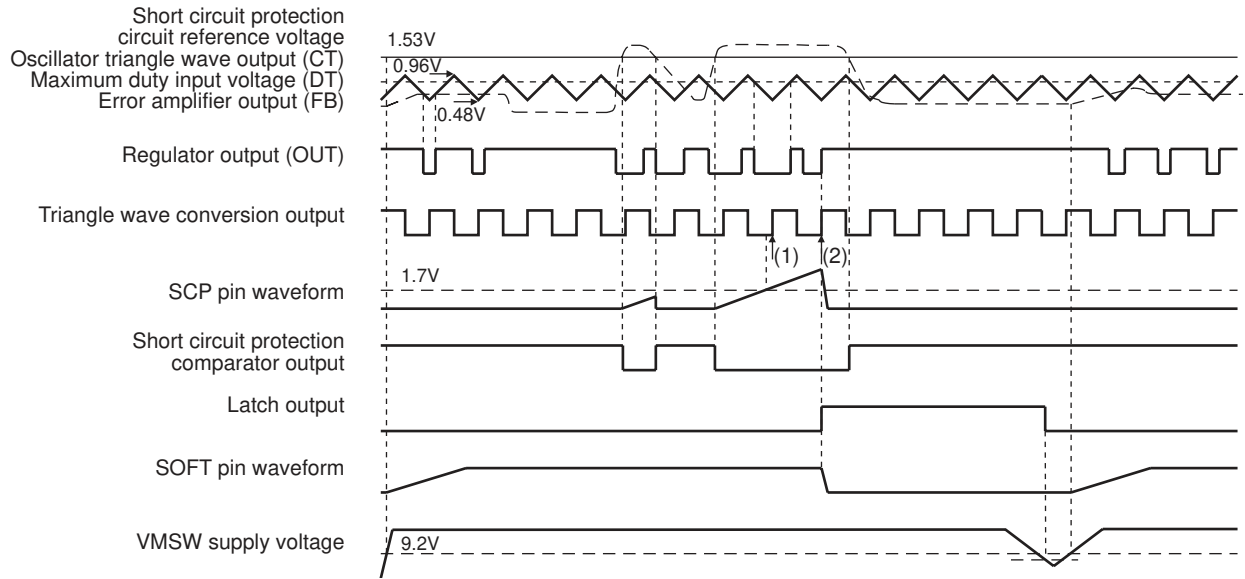 Short circuit protection
circuit reference voltage
1.53V
Oscillator triangle wave output (CT)
0.96V
Maximum duty input voltage (DT)
Error amplifier output (FB)
0.48V
Regulator output (OUT)
Triangle wave conversion output
(1)
(2)
1.7V
SCP pin waveform
Short circuit protection
comparator output
Latch output
SOFT pin waveform
VMSW supply voltage
9.2V